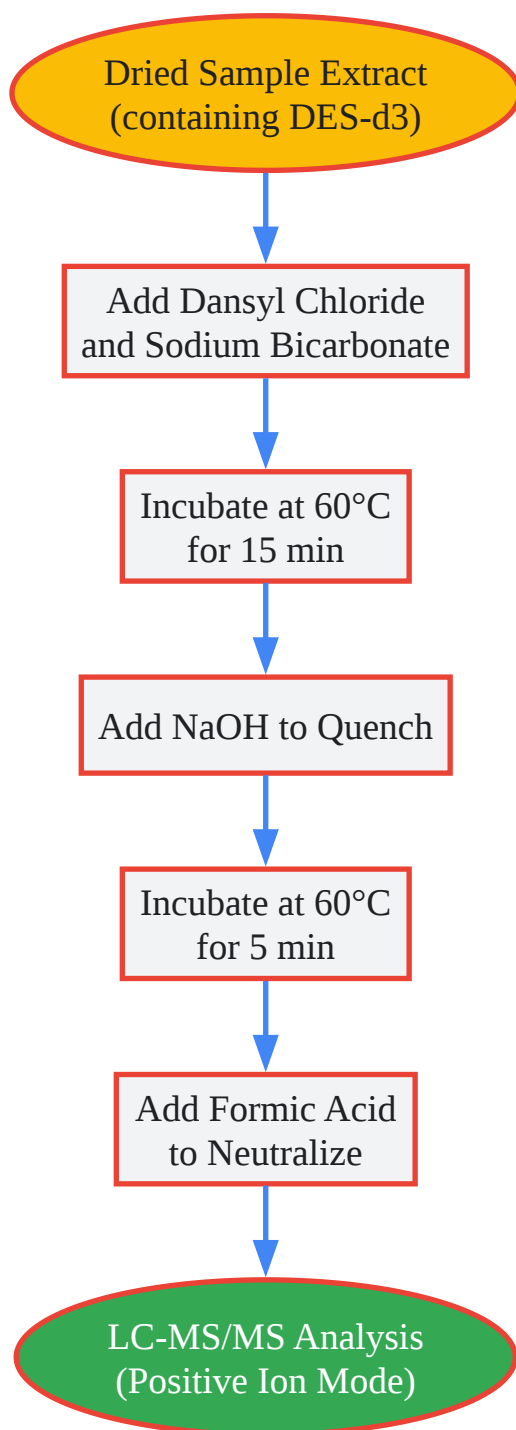 Dried Sample Extract
(containing DES-d3)
Add Dansyl Chloride
and Sodium Bicarbonate
Incubate at 60°C
for 15 min
Add NaOH to Quench
Incubate at 60°C
for 5 min
Add Formic Acid
to Neutralize
LC-MS/MS Analysis
(Positive Ion Mode)